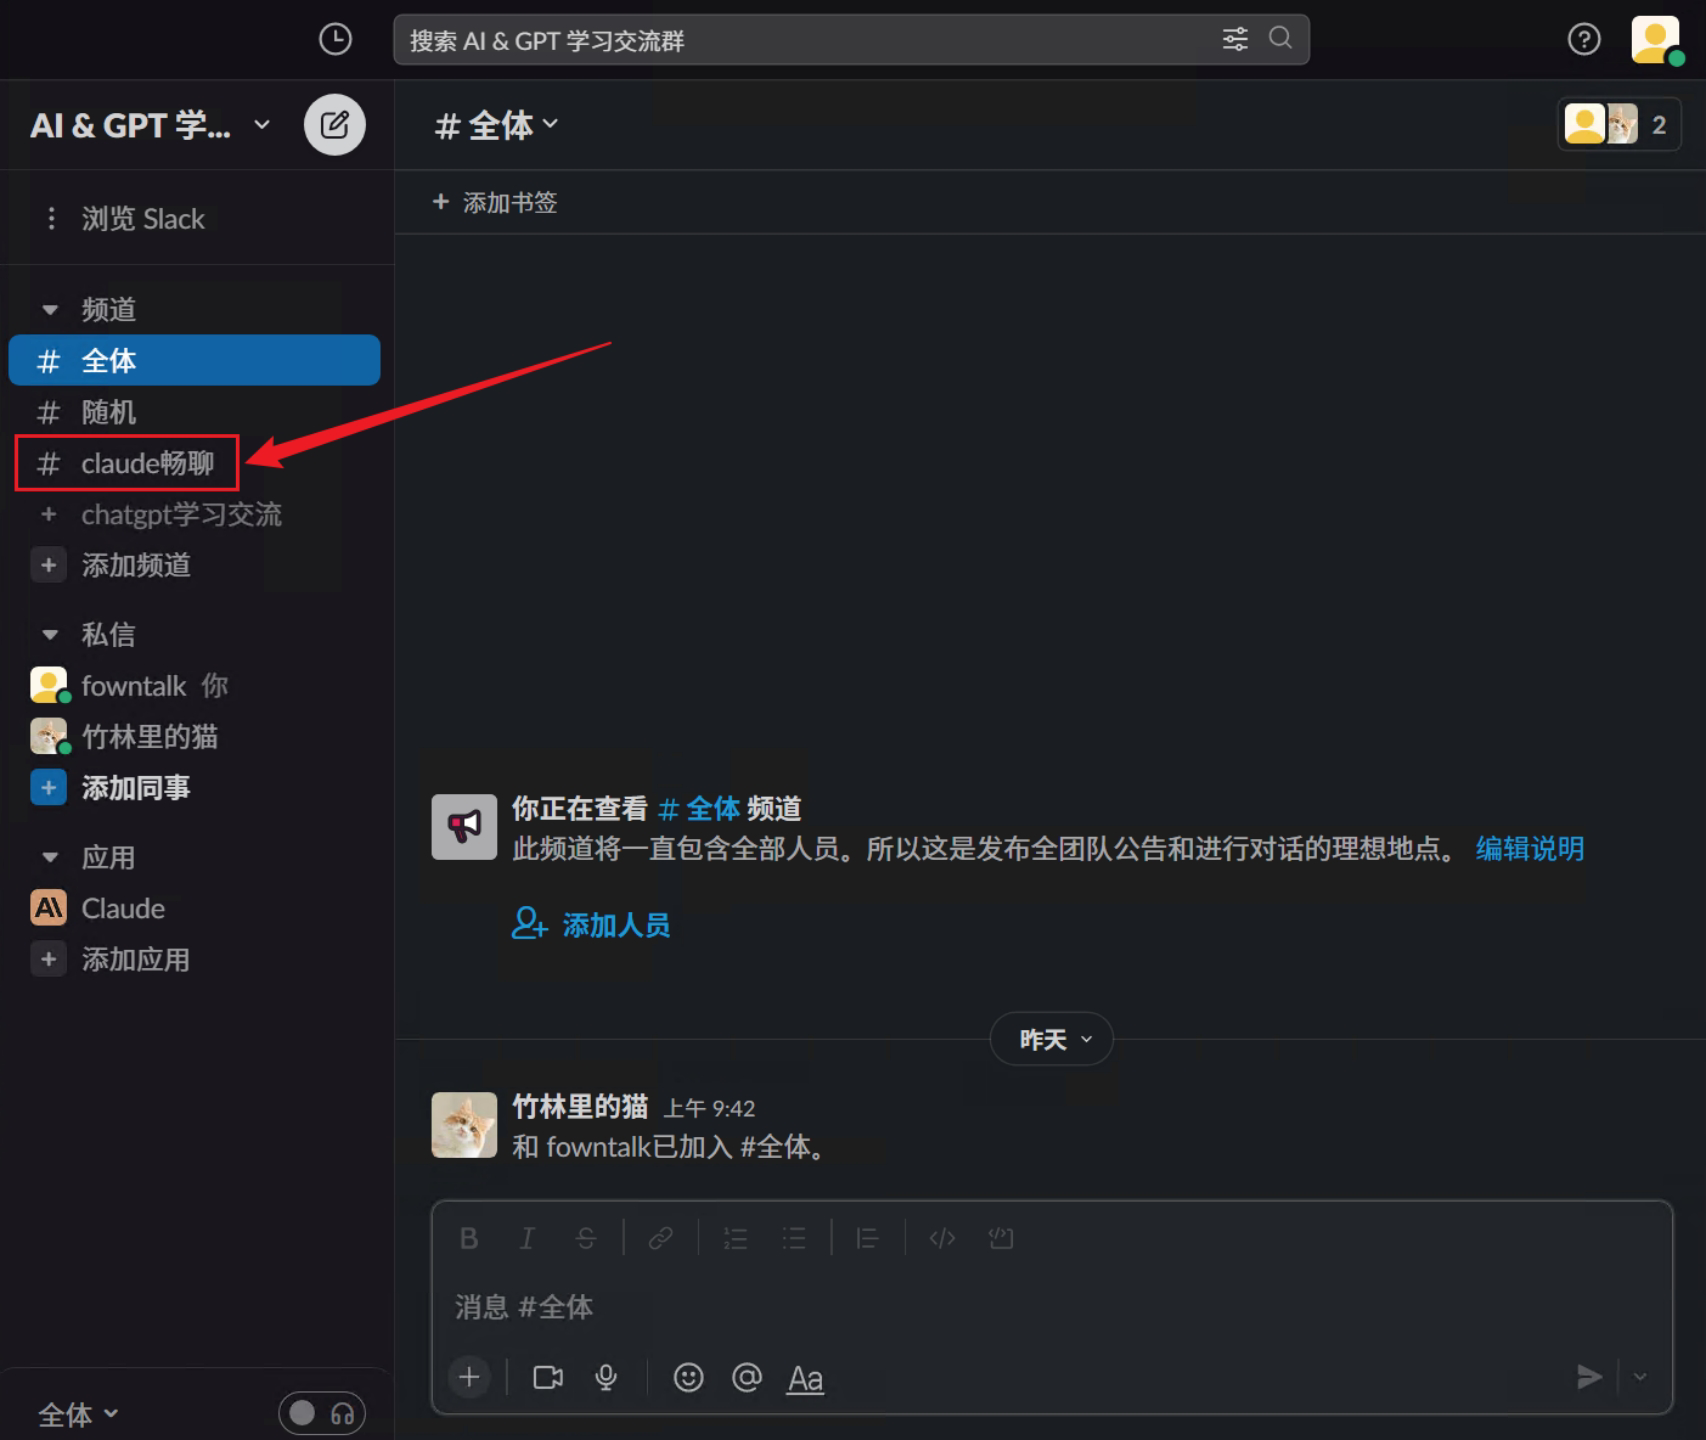 搜索 AI & GPT 学习交流群
AI & GPT 学...
# 全体
2
+ 添加书签
浏览 Slack
频道
# 全体
# 随机
# claude畅聊
+ chatgpt学习交流
+ 添加频道
私信
fowntalk 你
竹林里的猫
+ 添加同事
应用
Claude
+ 添加应用
你正在查看 # 全体 频道
此频道将一直包含全部人员。所以这是发布全团队公告和进行对话的理想地点。 编辑说明
添加人员
昨天
竹林里的猫 上午 9:42
和 fowntalk已加入 #全体。
消息 #全体
Aa
全体